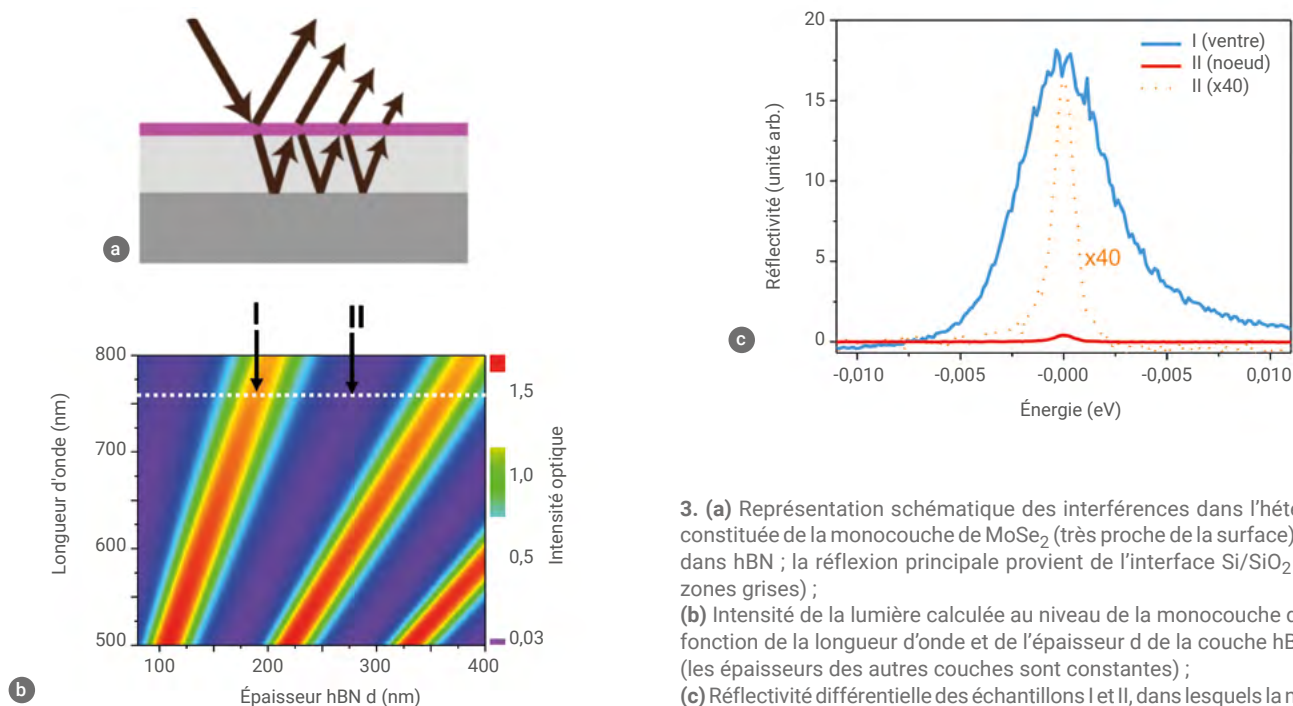 a
I II
800
700
600
500
100 200 300 400
Longueur d'onde (nm)
Épaisseur hBN d (nm)
1,5
1,0
0,5
0,03
Intensité optique
b
20
15
10
5
0
Réflectivité (unité arb.)
I (ventre)
II (noeud)
II (x40)
x40
-0,010 -0,005 -0,000 -0,005 0,010
Énergie (eV)
c
3. (a) Représentation schématique des interférences dans l'hété
constituée de la monocouche de MoSe2 (très proche de la surface)
dans hBN ; la réflexion principale provient de l'interface Si/SiO2
zones grises) ;
(b) Intensité de la lumière calculée au niveau de la monocouche d
fonction de la longueur d'onde et de l'épaisseur d de la couche hB
(les épaisseurs des autres couches sont constantes) ;
(c) Réflectivité différentielle des échantillons I et II, dans lesquels la m